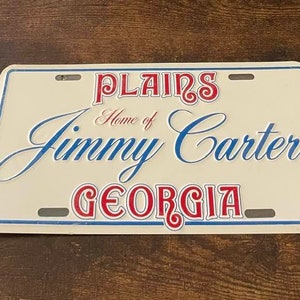 PLAINS
Home of
Jimmy Carter
GEORGIA